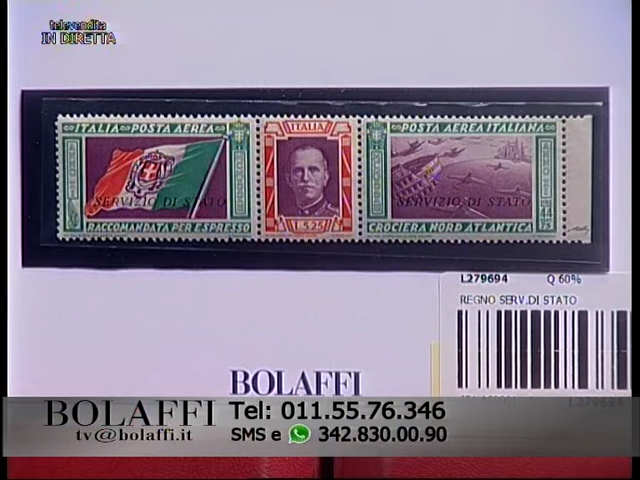 televendita
IN DIRETTA
ITALIA POSTA AEREA
SERVIZIO DI STATO
RACCOMANDATA PER ESPRESSO
ITALIA
L.5.25
POSTA AEREA ITALIANA
SERVIZIO DI STATO
CROCIERA NORD ATLANTICA
L279694 Q 60%
REGNO SERV.DI STATO
BOLAFFI
BOLAFFI
tv@bolaffi.it
Tel: 011.55.76.346
SMS e 342.830.00.90